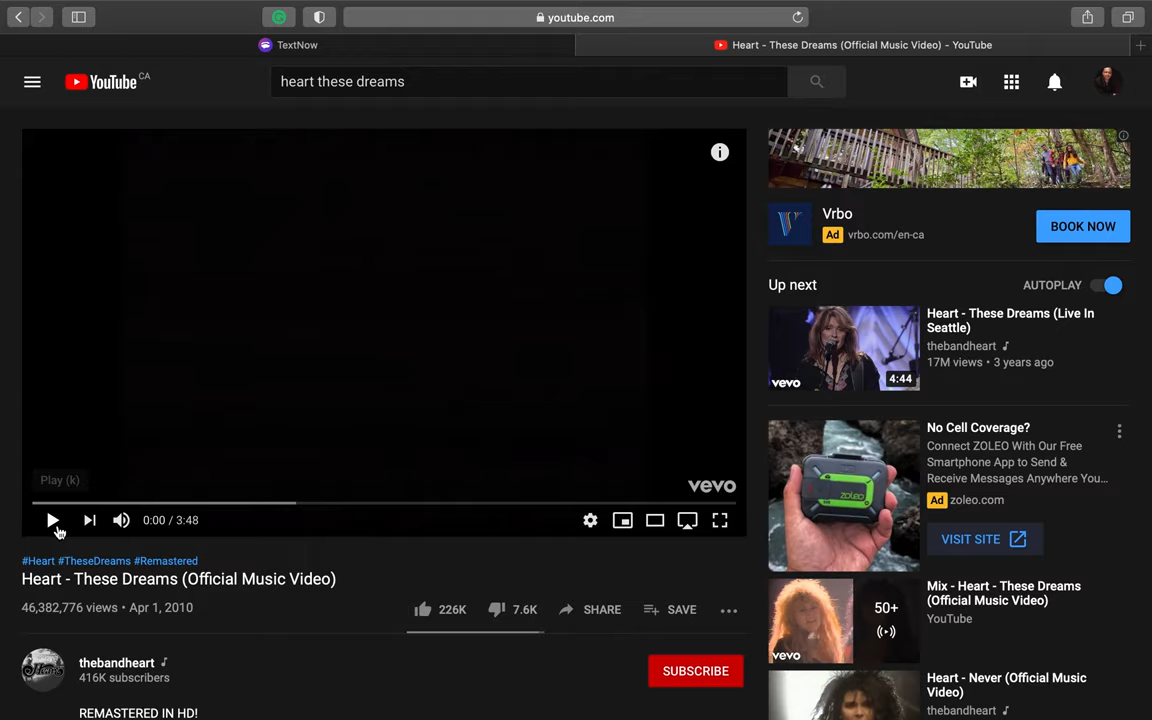 youtube.com
TextNow
Heart - These Dreams (Official Music Video) - YouTube
YouTube CA
heart these dreams
Vrbo
Ad vrbo.com/en-ca
BOOK NOW
Up next
AUTOPLAY
Heart - These Dreams (Live In
Seattle)
thebandheart
17M views • 3 years ago
vevo
4:44
No Cell Coverage?
Connect ZOLEO With Our Free
Smartphone App to Send &
Receive Messages Anywhere You...
Ad zoleo.com
VISIT SITE
zoleo
Play (k)
vevo
0:00 / 3:48
#Heart #TheseDreams #Remastered
Heart - These Dreams (Official Music Video)
46,382,776 views • Apr 1, 2010
226K
7.6K
SHARE
SAVE
Mix - Heart - These Dreams
(Official Music Video)
YouTube
50+
vevo
thebandheart
416K subscribers
SUBSCRIBE
Heart - Never (Official Music
Video)
thebandheart
REMASTERED IN HD!